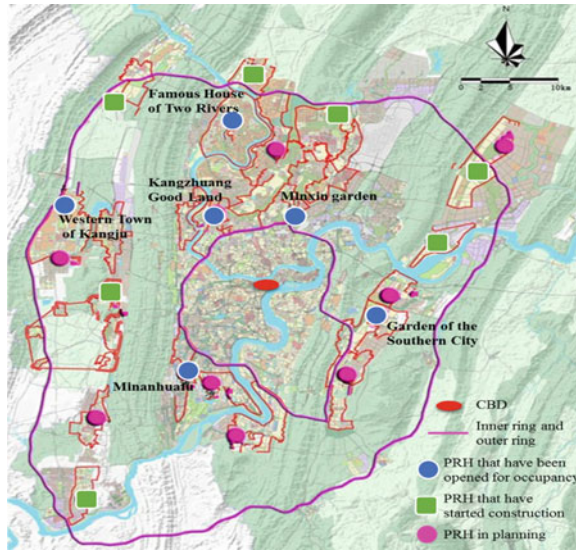 N
0 2 5 10km
Famous House
of Two Rivers
Kangzhuang
Good Land
Minxin garden
Western Town
of Kangju
Garden of the
Southern City
Minanhuafu
CBD
Inner ring and
outer ring
PRH that have been
opened for occupancy
PRH that have
started construction
PRH in planning